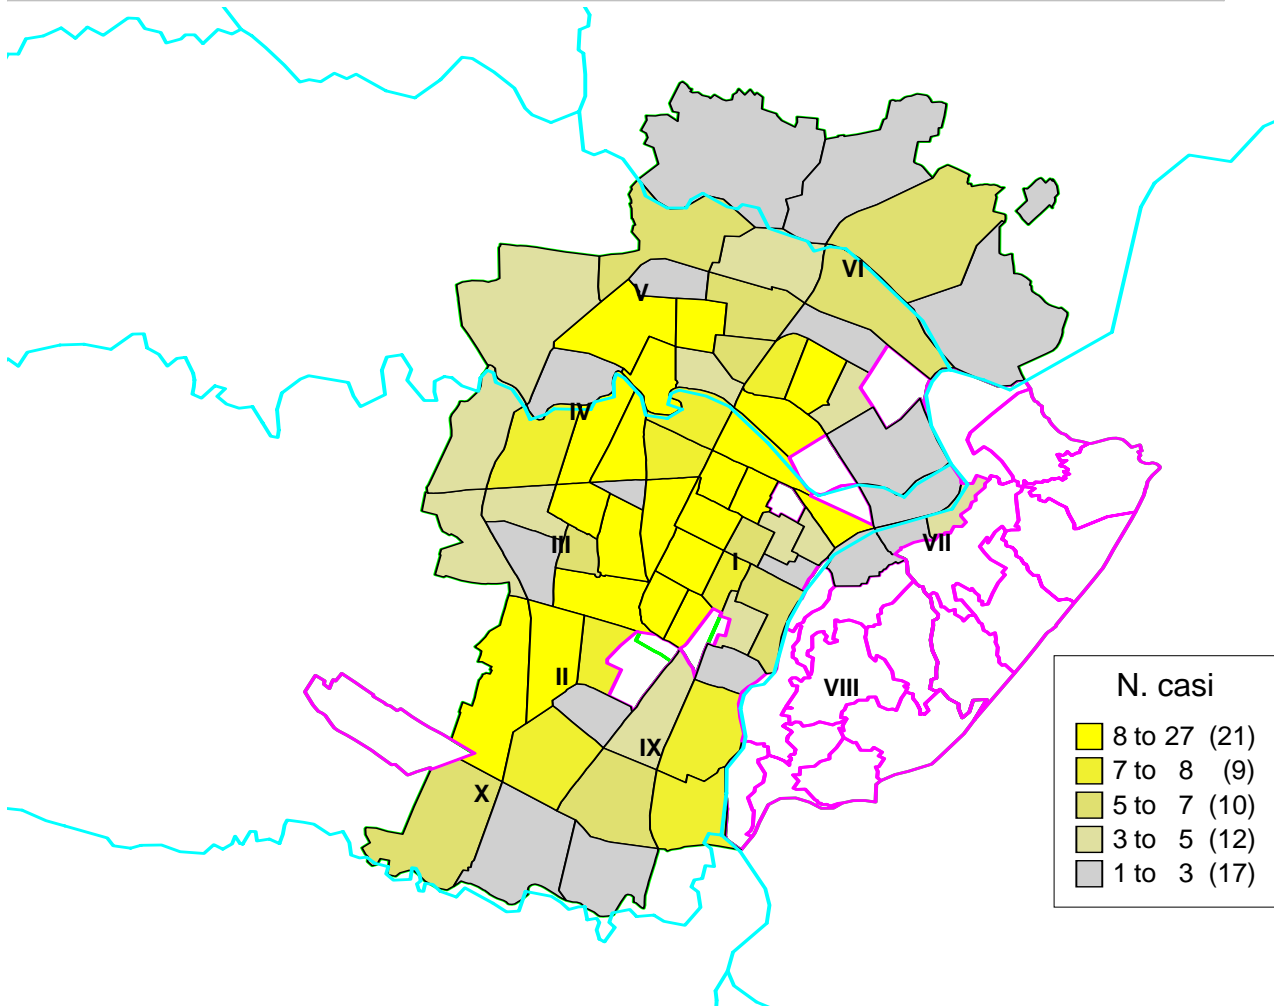 VI
V
IV
III
VII
I
II
VIII
IX
X
N. casi
8 to 27 (21)
7 to 8 (9)
5 to 7 (10)
3 to 5 (12)
1 to 3 (17)